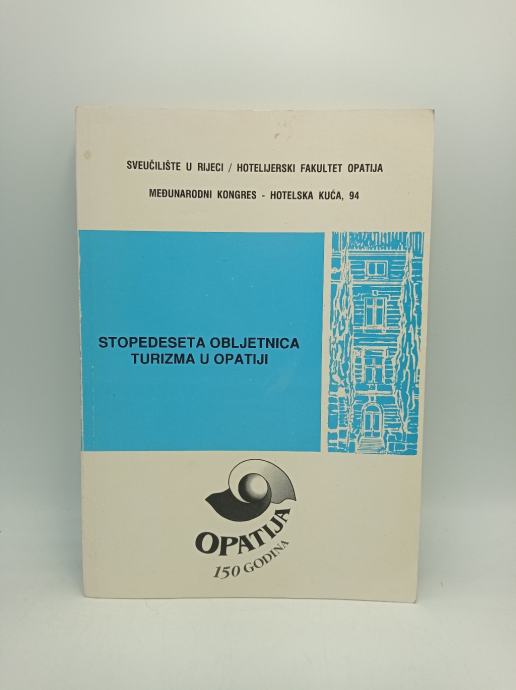 SVEUČILIŠTE U RIJECI / HOTELIJERSKI FAKULTET OPATIJA
MEĐUNARODNI KONGRES - HOTELSKA KUĆA, 94
STOPEDESETA OBLJETNICA
TURIZMA U OPATIJI
OPATIJA
150 GODINA